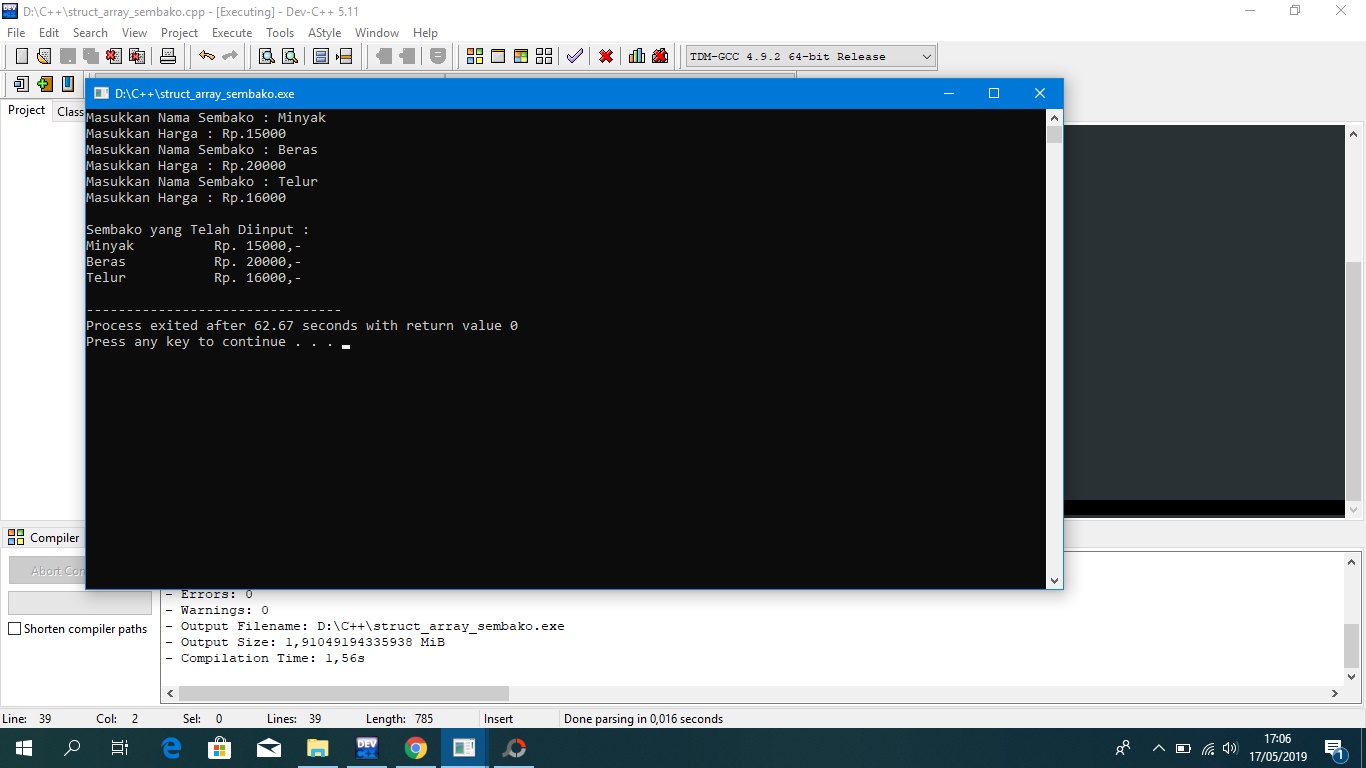 D:\C++\struct_array_sembako.cpp - [Executing] - Dev-C++ 5.11
File Edit Search View Project Execute Tools AStyle Window Help
TDM-GCC 4.9.2 64-bit Release
Project Class
D:\C++\struct_array_sembako.exe
Masukkan Nama Sembako : Minyak
Masukkan Harga : Rp.15000
Masukkan Nama Sembako : Beras
Masukkan Harga : Rp.20000
Masukkan Nama Sembako : Telur
Masukkan Harga : Rp.16000
Sembako yang Telah Diinput :
Minyak Rp. 15000,-
Beras Rp. 20000,-
Telur Rp. 16000,-
--------------------------------
Process exited after 62.67 seconds with return value 0
Press any key to continue . . .
Compiler
Abort
Shorten compiler paths
- Errors: 0
- Warnings: 0
- Output Filename: D:\C++\struct_array_sembako.exe
- Output Size: 1,91049194335938 MiB
- Compilation Time: 1,56s
Line: 39 Col: 2 Sel: 0 Lines: 39 Length: 785 Insert Done parsing in 0,016 seconds
DEV
17:06
17/05/2019
1